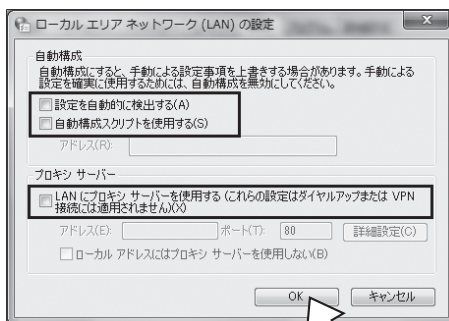 ローカル エリア ネットワーク (LAN) の設定
自動構成
自動構成にすると、手動による設定事項を上書きする場合があります。手動による
設定を確実に使用するためには、自動構成を無効にしてください。
設定を自動的に検出する(A)
自動構成スクリプトを使用する(S)
アドレス(R):
プロキシ サーバー
LAN にプロキシ サーバーを使用する (これらの設定はダイヤルアップまたは VPN
接続には適用されません)(X)
アドレス(E): ポート(T): 80 詳細設定(C)
ローカル アドレスにはプロキシ サーバーを使用しない(B)
OK キャンセル